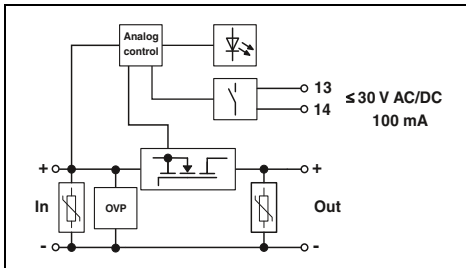 Analog
control
13
14
≤ 30 V AC/DC
100 mA
+
+
In
OVP
Out
-
-